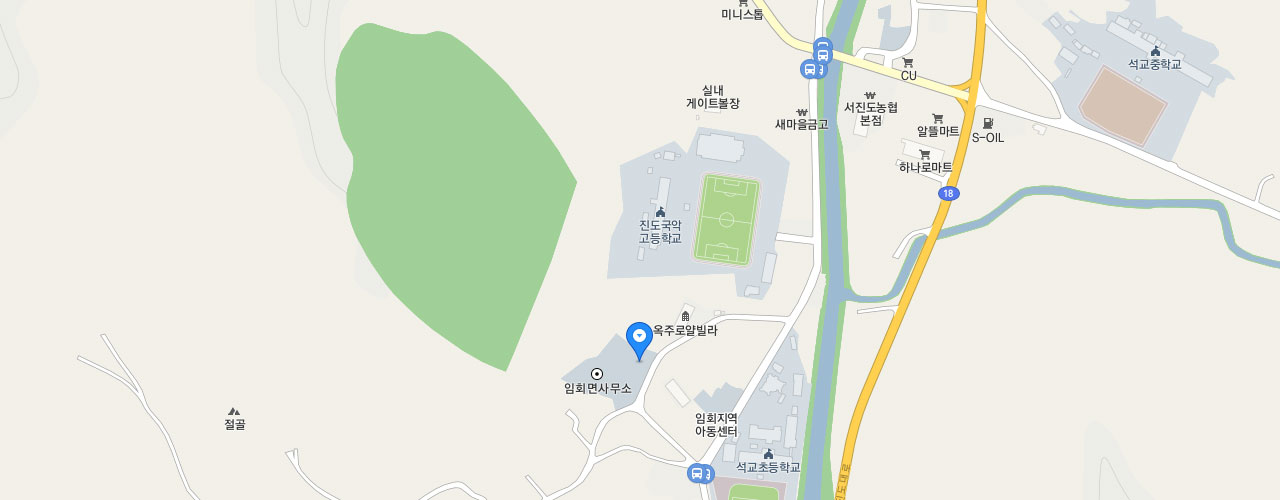 미니스톱
석교중학교
CU
실내
게이트볼장
서진도농협
본점
새마을금고
알뜰마트
S-OIL
하나로마트
18
진도국악
고등학교
옥주로얄빌라
임회면사무소
절골
임회지역
아동센터
석교초등학교
진도대로